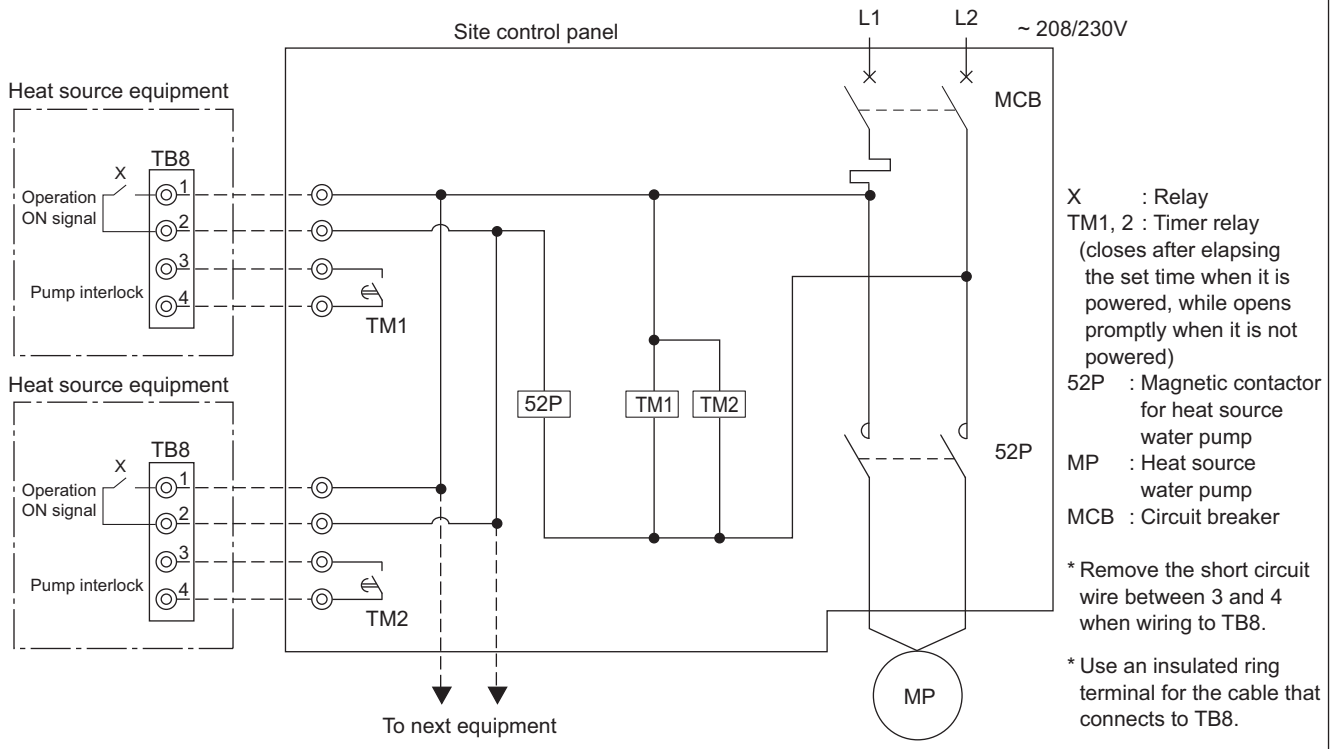 Site control panel
L1
L2
~ 208/230V
MCB
Heat source equipment
TB8
X
Operation
ON signal
1
2
3
4
Pump interlock
TM1
Heat source equipment
TB8
X
Operation
ON signal
1
2
3
4
Pump interlock
TM2
52P
TM1
TM2
52P
MP
To next equipment
X : Relay
TM1, 2 : Timer relay
(closes after elapsing
the set time when it is
powered, while opens
promptly when it is not
powered)
52P : Magnetic contactor
for heat source
water pump
MP : Heat source
water pump
MCB : Circuit breaker
* Remove the short circuit
wire between 3 and 4
when wiring to TB8.
* Use an insulated ring
terminal for the cable that
connects to TB8.